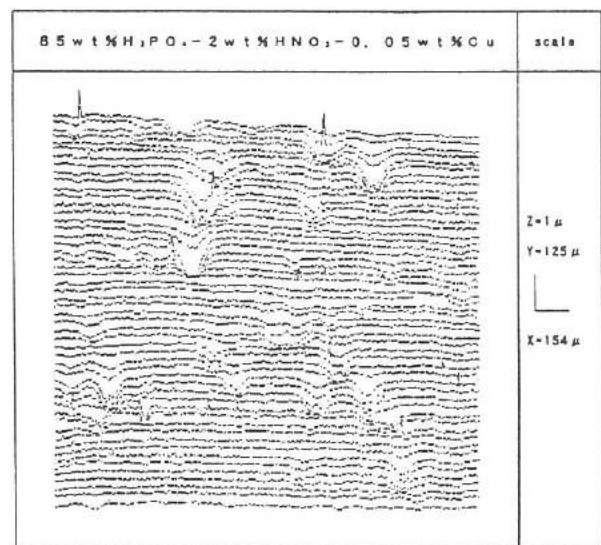 85wt%H₃PO₄-2wt%HNO₃-0.05wt%Cu
scale
Z=1μ
Y=125μ
X=154μ